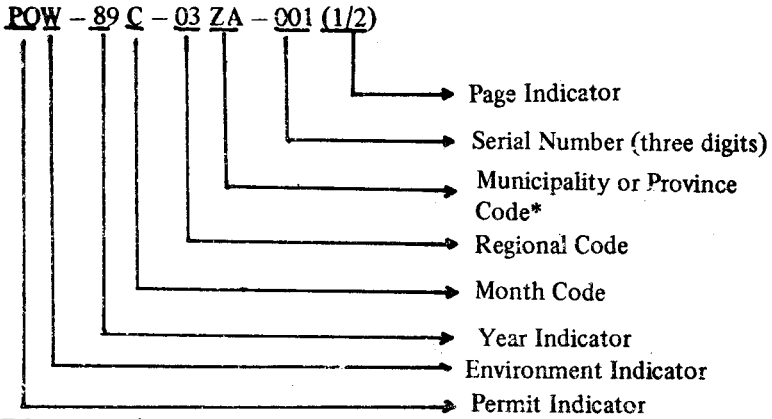 POW – 89 C – 03 ZA – 001 (1/2)
Page Indicator
Serial Number (three digits)
Municipality or Province
Code*
Regional Code
Month Code
Year Indicator
Environment Indicator
Permit Indicator